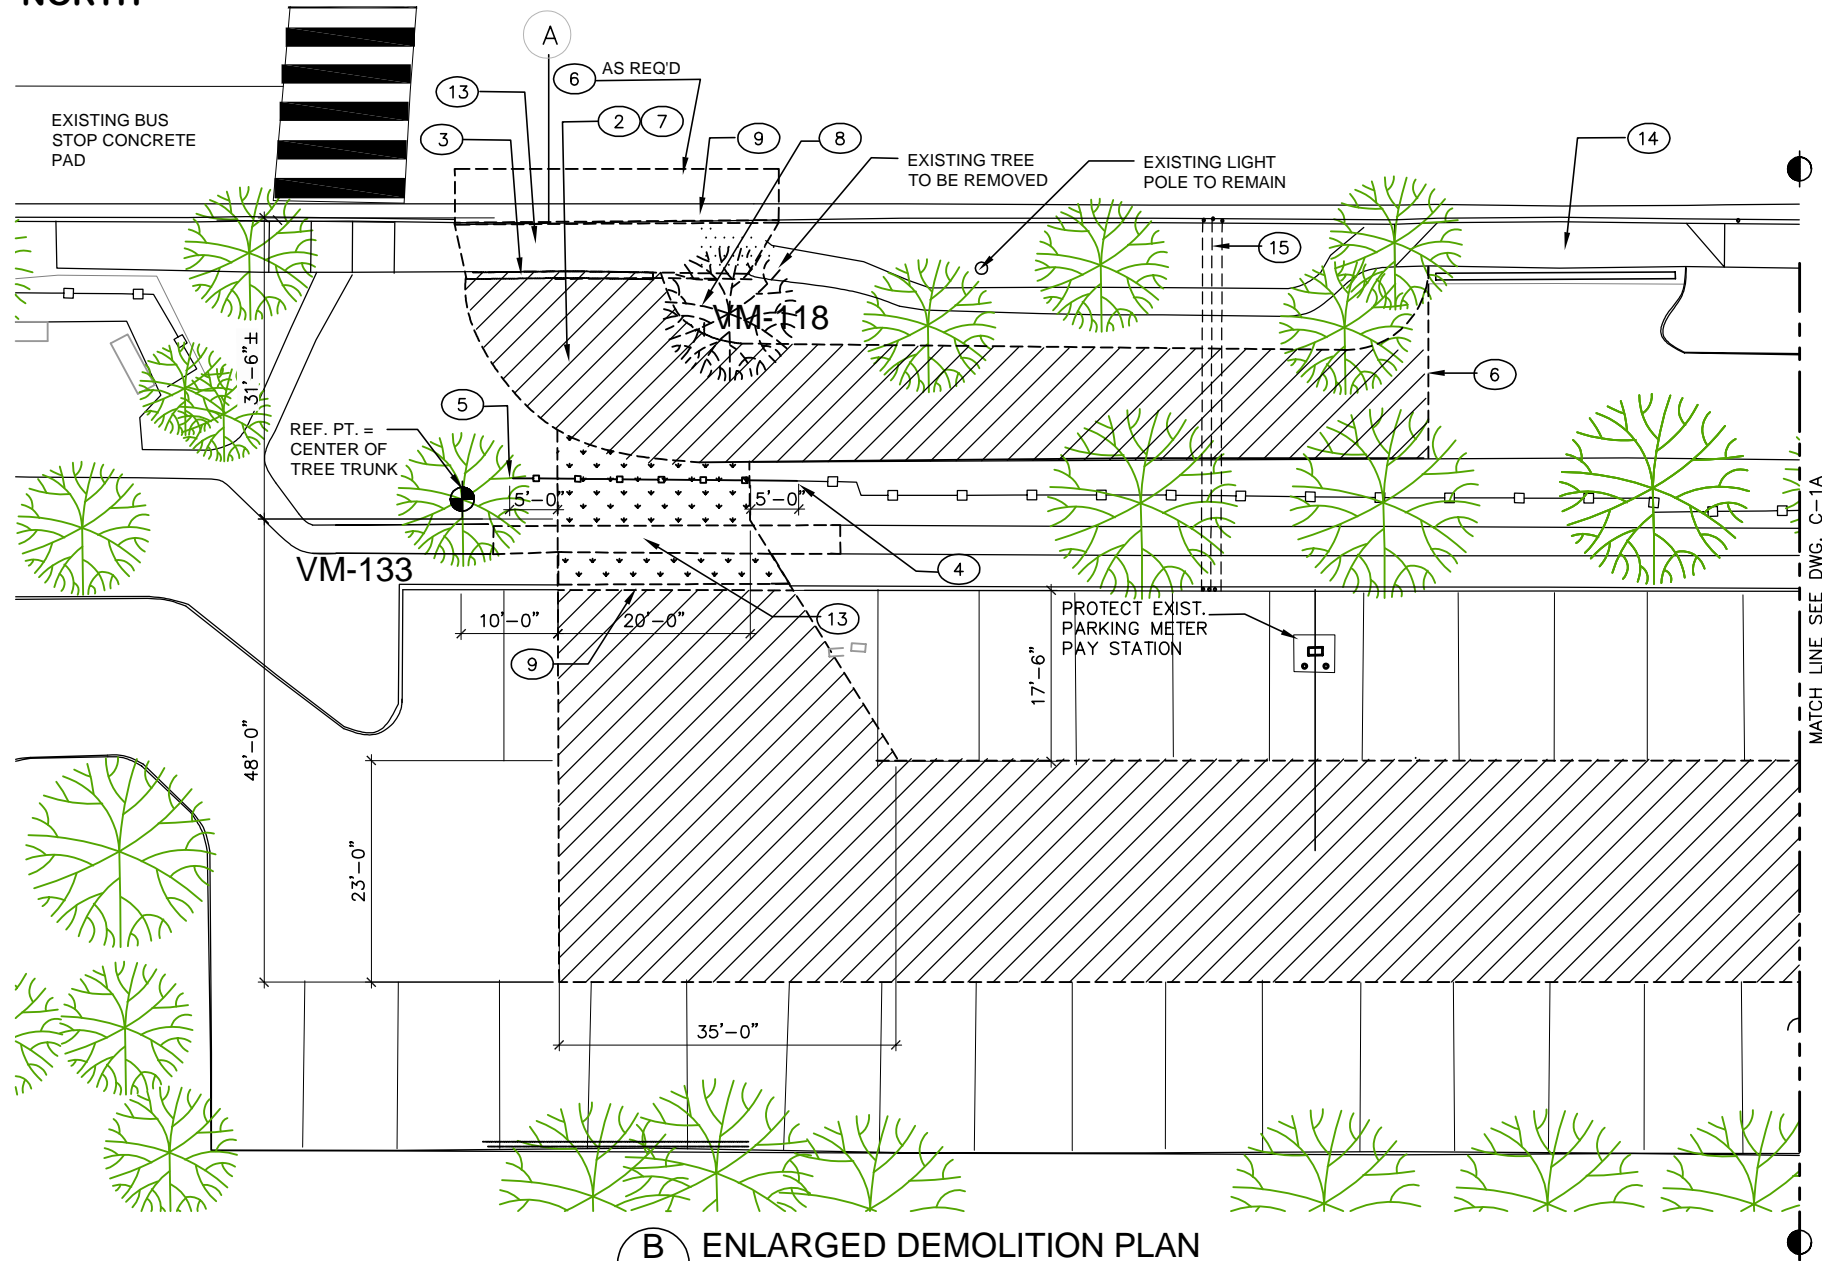 A
6
AS REQ'D
13
EXISTING BUS
STOP CONCRETE
PAD
2
7
3
9
8
14
EXISTING TREE
TO BE REMOVED
EXISTING LIGHT
POLE TO REMAIN
15
VM-118
31'-6"±
6
5
REF. PT. =
CENTER OF
TREE TRUNK
5'-0"
5'-0"
VM-133
4
10'-0"
20'-0"
13
PROTECT EXIST.
PARKING METER
PAY STATION
9
17'-6"
48'-0"
23'-0"
35'-0"
MATCH LINE SEE DWG. C-1A
B
ENLARGED DEMOLITION PLAN